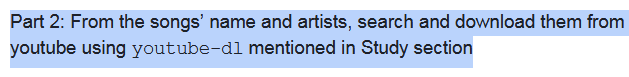 Part 2: From the songs’ name and artists, search and download them from
youtube using youtube-dl mentioned in Study section